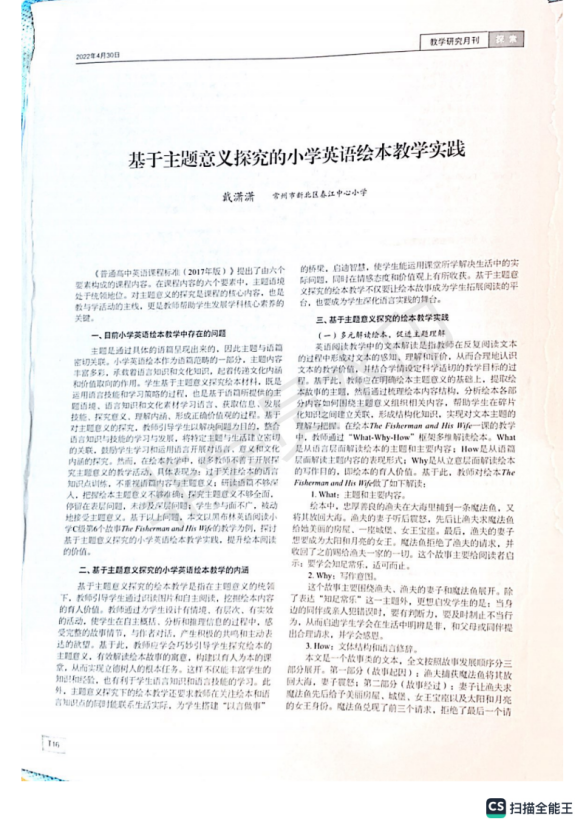 2022年4月30日
教学研究月刊
探索
基于主题意义探究的小学英语绘本教学实践
戴潇潇 常州市新北区春江中心小学
《普通高中英语课程标准（2017年版）》提出了由六个
要素构成的课程内容。在课程内容的六个要素中，主题语境
处于统领地位。对主题意义的探究是课程的核心内容，也是
教与学活动的主线，更是教师帮助学生发展学科核心素养的
关键。
一、目前小学英语绘本教学中存在的问题
主题是通过具体的语篇呈现出来的，因此主题与语篇
密切关联。小学英语绘本作为语篇范畴的一部分，主题内容
丰富多彩，承载着语言知识和文化知识，起着传递文化内涵
和价值取向的作用。学生基于主题意义探究绘本材料，既是
运用语言技能和学习策略的过程，也是基于语篇所提供的主
题语境、语言知识和文化素材学习语言、获取信息、发展
技能、探究意义、理解内涵、形成正确价值观的过程。基于
对主题意义的探究，教师引导学生以解决问题为目的，整合
语言知识与技能的学习与发展，将特定主题与生活建立密切
的关联，鼓励学生学习和运用语言开展对语言、意义和文化
内涵的探究。然而，在绘本教学中，很多教师不善于开展探
究主题意义的教学活动，具体表现为：过于关注绘本的语言
知识点训练，不重视语篇内容与主题意义；研读语篇不够深
入，把握绘本主题意义不够准确；探究主题意义不够全面，
停留在表层问题，未涉及深层问题；学生参与面不广，被动
地接受主题意义。基于以上问题，本文以黑布林英语阅读小
学C级第6个故事The Fisherman and His Wife的教学为例，探讨
基于主题意义探究的小学英语绘本教学实践，提升绘本阅读
的价值。
二、基于主题意义探究的小学英语绘本教学的内涵
基于主题意义探究的绘本教学是指在主题意义的统领
下，教师引导学生通过识读图片和自主阅读，挖掘绘本内容
的育人价值。教师通过为学生设计有情境、有层次、有实效
的活动，使学生在自主概括、分析和推理信息的过程中，感
受完整的故事情节，与作者对话，产生积极的共鸣和主动表
达的欲望。基于此，教师应学会巧妙引导学生探究绘本的
主题意义，有效解读绘本故事的寓意，构建以育人为本的课
堂，从而实现立德树人的根本任务。这样不仅能丰富学生的
知识和经验，也有利于学生语言知识和语言技能的学习。此
外，主题意义探究下的绘本教学还要求教师在关注绘本和语
言知识点的同时能联系生活实际，为学生搭建“以言做事”
的桥梁，启迪智慧，使学生能运用课堂所学解决生活中的实
际问题，同时在情感态度和价值观上有所收获。基于主题意
义探究的绘本教学不仅要让绘本故事成为学生拓展阅读的平
台，也要成为学生深化语言实践的舞台。
三、基于主题意义探究的绘本教学实践
（一）多元解读绘本，促进主题理解
英语阅读教学中的文本解读是指教师在反复阅读文本
的过程中形成对文本的感知、理解和评价，从而合理地认识
文本的教学价值，并结合学情设定科学适切的教学目标的过
程。基于此，教师应在明确绘本主题意义的基础上，提取绘
本故事的主题，然后通过梳理绘本内容结构，分析绘本各部
分内容如何围绕主题意义组织相关内容，帮助学生在碎片
化知识之间建立关联，形成结构化知识，实现对文本主题的
理解与把握。在绘本The Fisherman and His Wife一课的教学
中，教师通过“What-Why-How”框架多维解读绘本。What
是从语言层面解读绘本的主题和主要内容；How是从语篇
层面解读主题内容的表现形式；Why是从立意层面解读绘本
的写作目的，即绘本的育人价值。基于此，教师对绘本The
Fisherman and His Wife做了如下解读：
1. What：主题和主要内容。
绘本中，忠厚善良的渔夫在大海里捕到一条魔法鱼，又
将其放回大海。渔夫的妻子听后震怒，先后让渔夫求魔法鱼
给她美丽的房屋、一座城堡、女王宝座。最后，渔夫的妻子
想要成为太阳和月亮的女王。魔法鱼拒绝了渔夫的请求，并
收回了之前赐给渔夫一家的一切。这个故事主要给阅读者启
示：要学会知足常乐，适可而止。
2. Why：写作意图。
这个故事主要围绕渔夫、渔夫的妻子和魔法鱼展开。除
了表达“知足常乐”这一主题外，更想启发学生的是：当身
边的同伴或亲人犯错误时，要有判断力，要及时制止不当行
为，从而启迪学生学会在生活中明辨是非，和父母或同伴提
出合理请求，并学会感恩。
3. How：文体结构和语言修辞。
本文是一个故事类的文本，全文按照故事发展顺序分三
部分展开。第一部分（故事起因）：渔夫捕获魔法鱼将其放
回大海，妻子震怒；第二部分（故事经过）：妻子让渔夫求
魔法鱼先后给予美丽房屋、城堡、女王宝座以及太阳和月亮
的女王身份。魔法鱼兑现了前三个请求，拒绝了最后一个请
116
CS 扫描全能王